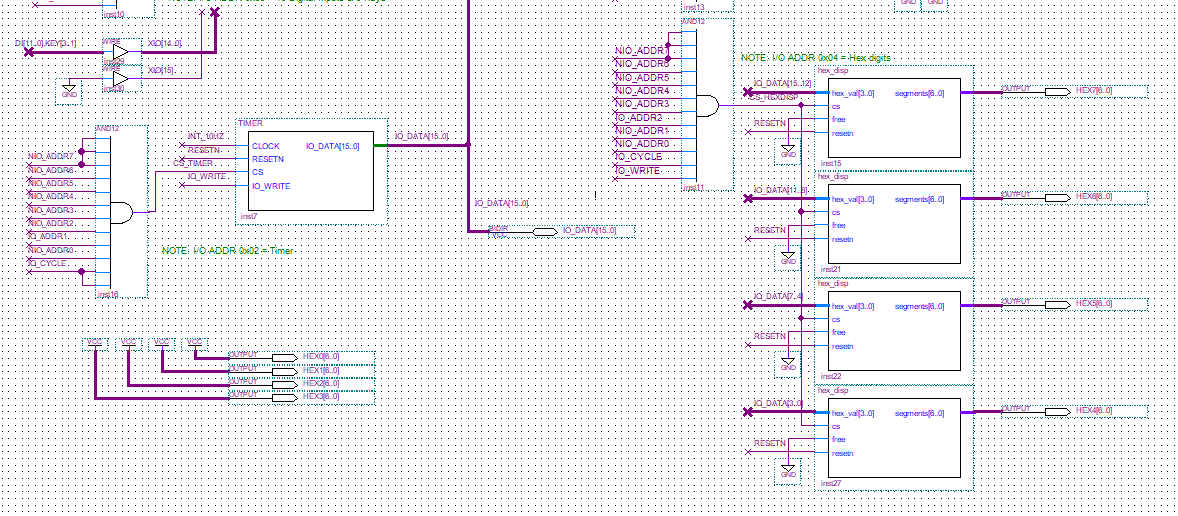 inst10
DI[11..0],KEY[3..1]
WIRE
XIO[14..0]
inst29
WIRE
XIO[15]
inst30
GND
AND12
NIO_ADDR7
NIO_ADDR6
NIO_ADDR5
NIO_ADDR4
NIO_ADDR3
NIO_ADDR2
IO_ADDR1
NIO_ADDR0
IO_CYCLE
inst16
TIMER
INT_10HZ
RESETN
CS_TIMER
IO_WRITE
CLOCK
RESETN
CS
IO_WRITE
IO_DATA[15..0]
inst7
IO_DATA[15..0]
NOTE: I/O ADDR 0x02 = Timer
IO_DATA[15..0]
BIDIR
VCC
IO_DATA[15..0]
VCC
VCC
VCC
VCC
OUTPUT
HEX0[6..0]
OUTPUT
HEX1[6..0]
OUTPUT
HEX2[6..0]
OUTPUT
HEX3[6..0]
inst13
GND
GND
AND12
NIO_ADDR7
NIO_ADDR6
NIO_ADDR5
NIO_ADDR4
NIO_ADDR3
IO_ADDR2
NIO_ADDR1
NIO_ADDR0
IO_CYCLE
IO_WRITE
inst11
NOTE: I/O ADDR 0x04 = Hex digits
hex_disp
IO_DATA[15..12]
CS_HEXDISP
RESETN
GND
hex_val[3..0]
segments[6..0]
cs
free
resetn
inst15
OUTPUT
HEX7[6..0]
hex_disp
IO_DATA[11..8]
RESETN
GND
hex_val[3..0]
segments[6..0]
cs
free
resetn
inst21
OUTPUT
HEX6[6..0]
hex_disp
IO_DATA[7..4]
RESETN
GND
hex_val[3..0]
segments[6..0]
cs
free
resetn
inst22
OUTPUT
HEX5[6..0]
hex_disp
IO_DATA[3..0]
RESETN
GND
hex_val[3..0]
segments[6..0]
cs
free
resetn
inst27
OUTPUT
HEX4[6..0]